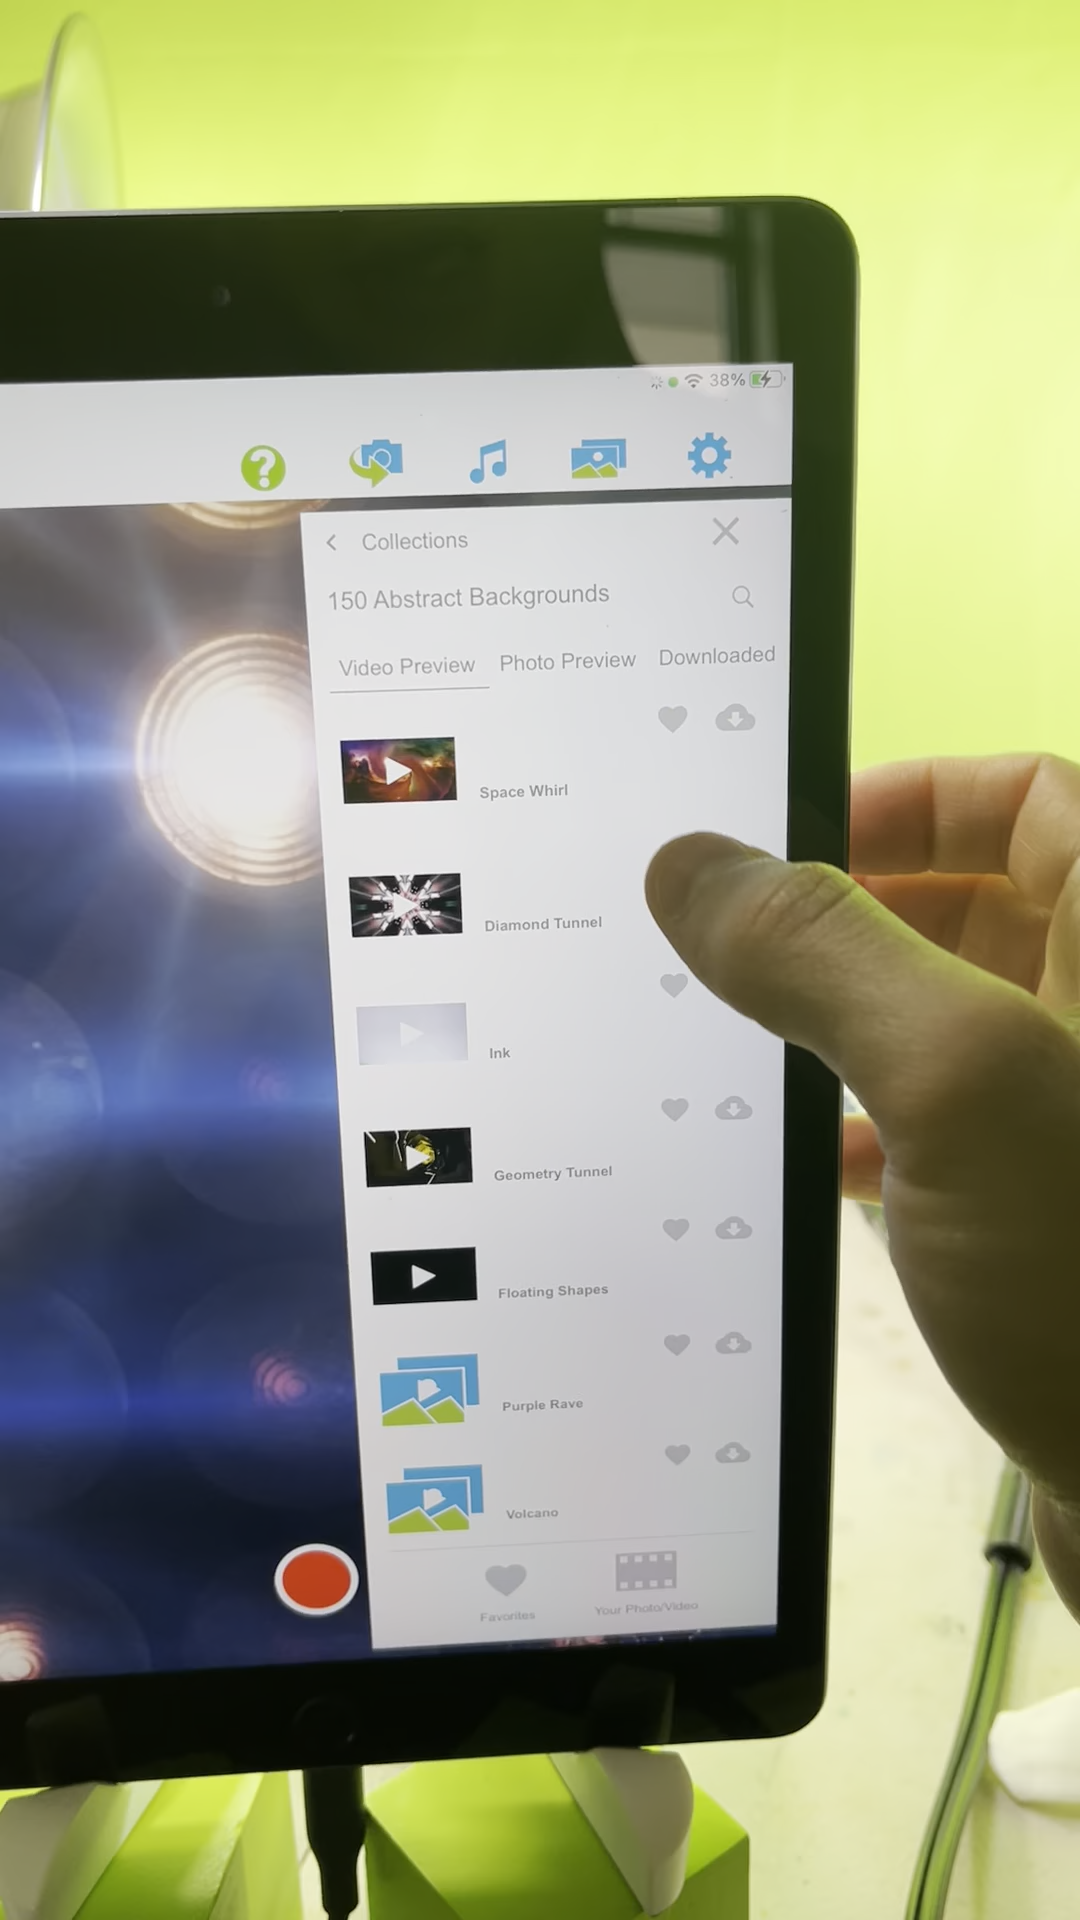 38%
?
Collections
150 Abstract Backgrounds
Video Preview Photo Preview Downloaded
Space Whirl
Diamond Tunnel
Ink
Geometry Tunnel
Floating Shapes
Purple Rave
Volcano
Favorites Your Photo/Video